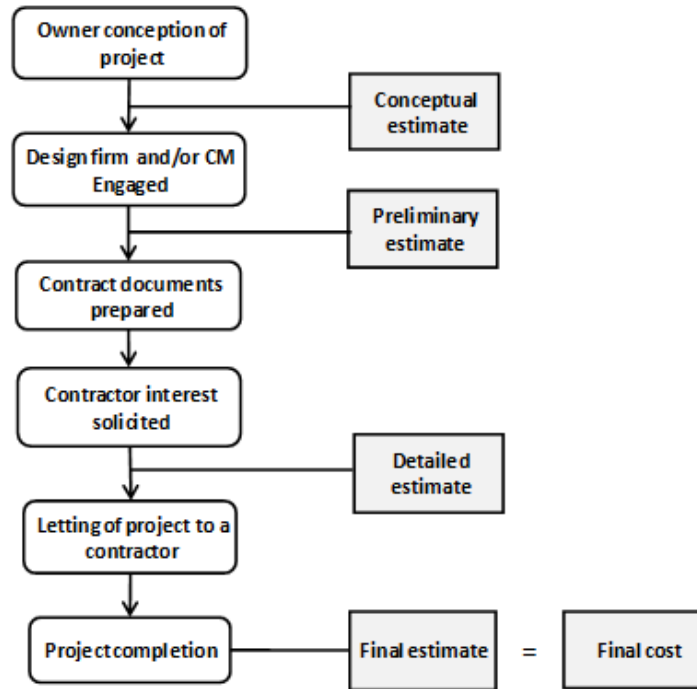 Owner conception of
project
Conceptual
estimate
Design firm and/or CM
Engaged
Preliminary
estimate
Contract documents
prepared
Contractor interest
solicited
Detailed
estimate
Letting of project to a
contractor
Project completion
Final estimate
=
Final cost